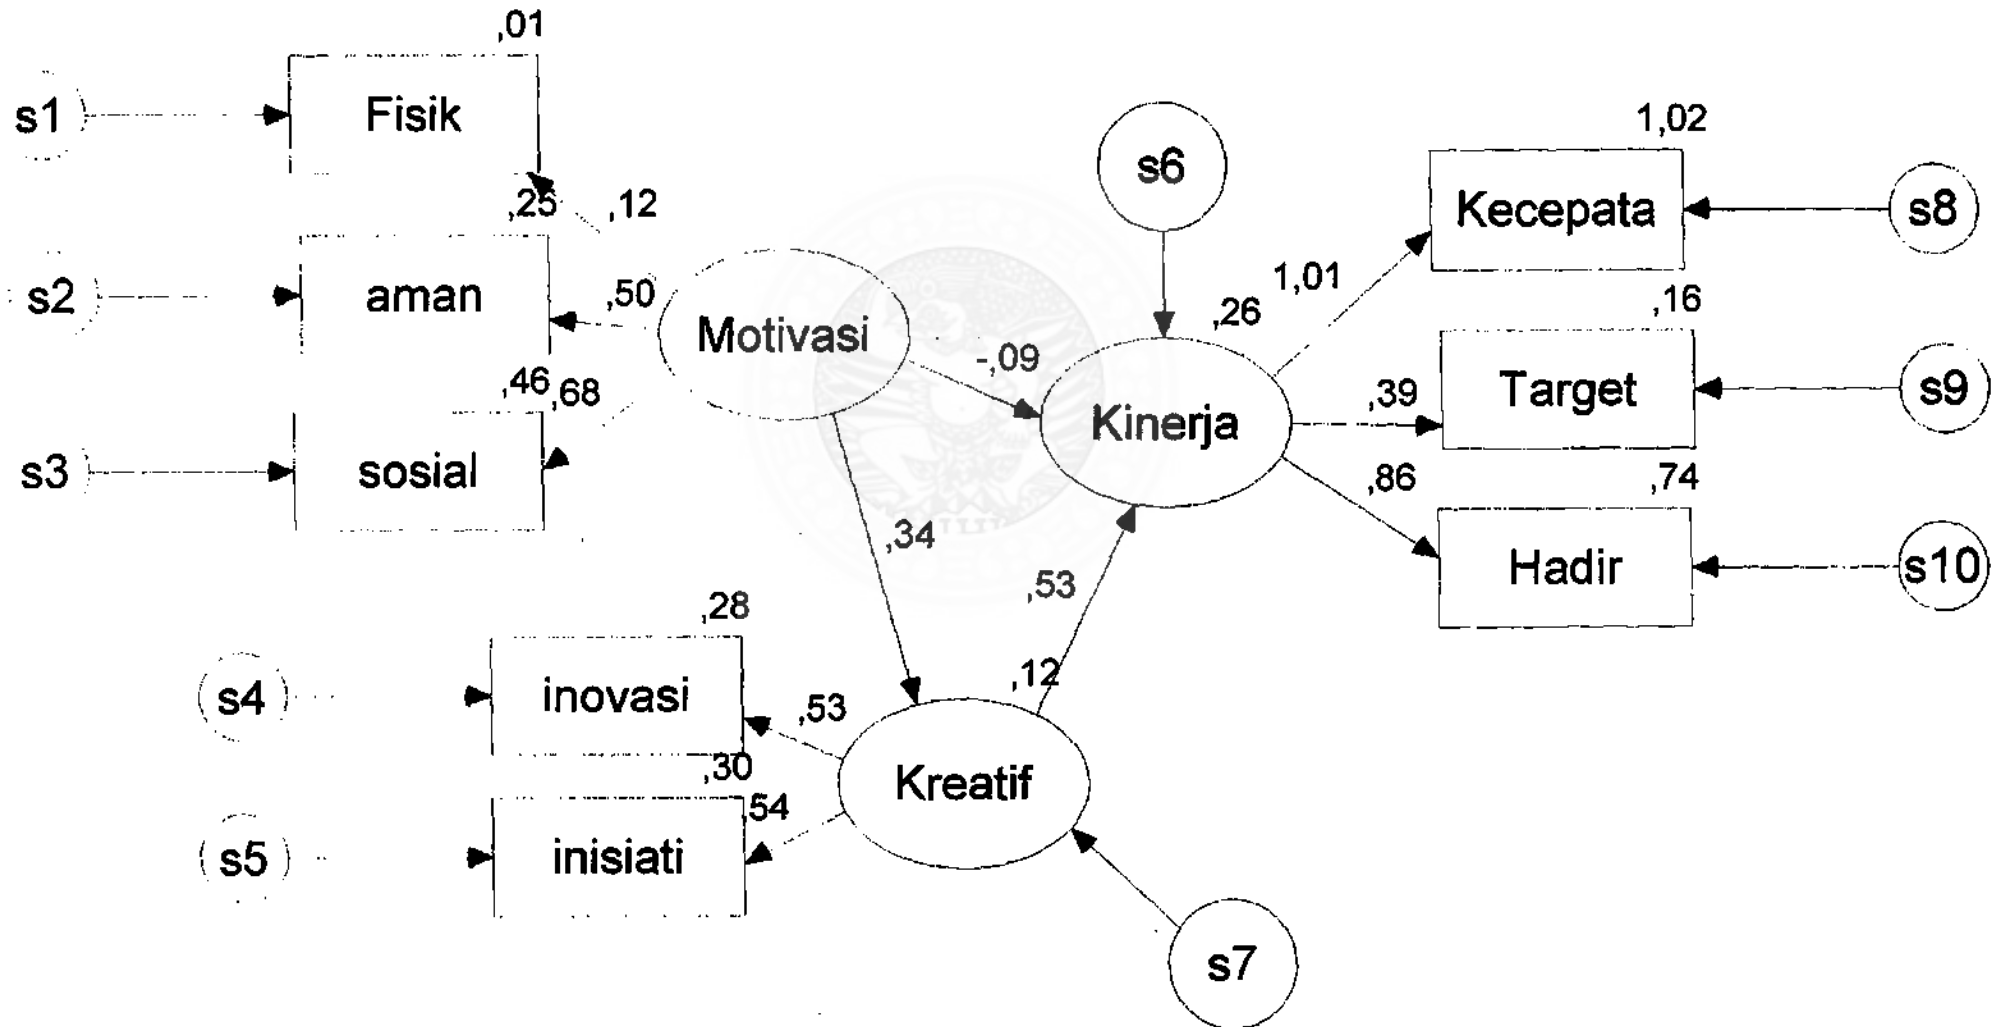 ,01
s1
Fisik
,25
,12
s2
aman
,50
Motivasi
,46
,68
s3
sosial
-,09
,34
s6
,26
Kinerja
1,01
1,02
Kecepata
s8
,16
,39
Target
s9
,86
,74
Hadir
s10
,53
,12
,28
s4
inovasi
,53
,30
s5
inisiati
,54
Kreatif
s7